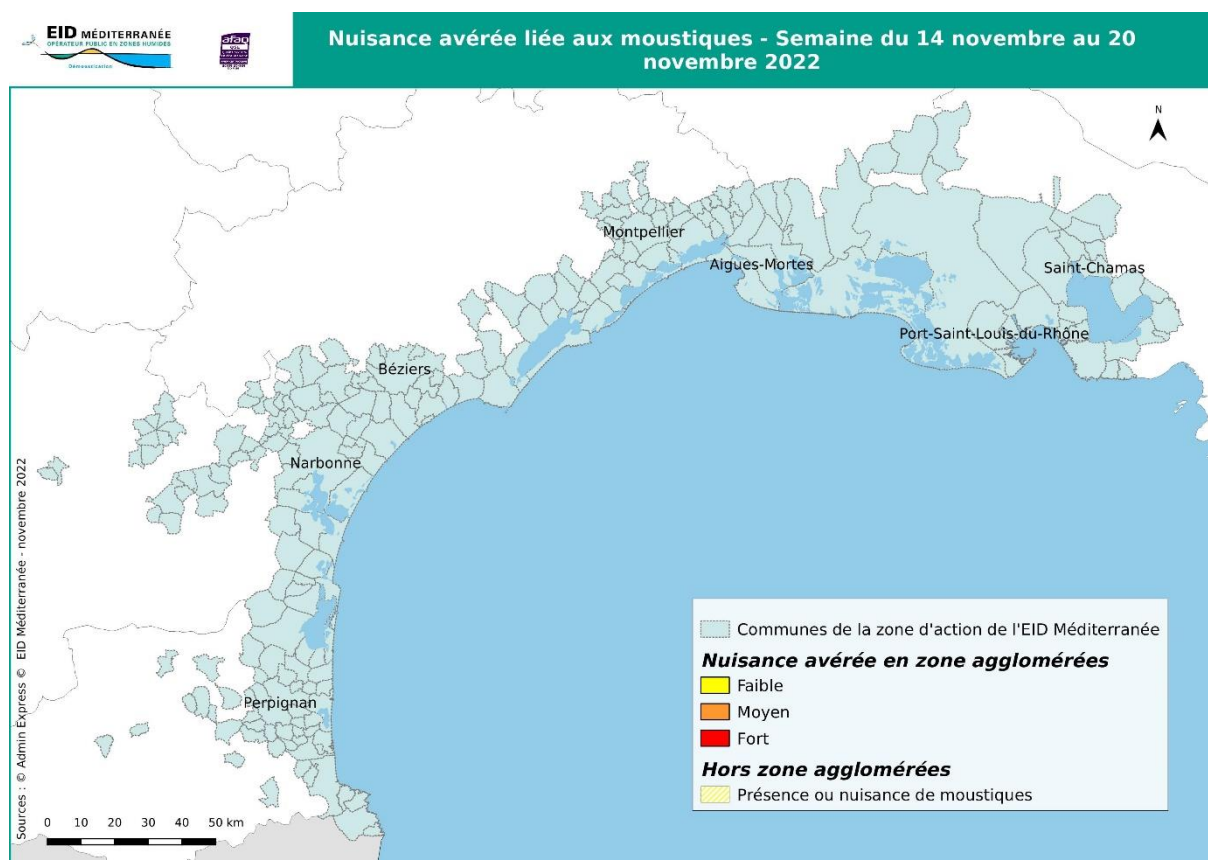 EID MÉDITERRANÉE
OPÉRATEUR PUBLIC EN ZONES HUMIDES
Démoustication
afaq
Nuisance avérée liée aux moustiques - Semaine du 14 novembre au 20
novembre 2022
N
Montpellier
Aigues-Mortes
Saint-Chamas
Port-Saint-Louis-du-Rhône
Béziers
Narbonne
Perpignan
Communes de la zone d'action de l'EID Méditerranée
Nuisance avérée en zone agglomérées
Faible
Moyen
Fort
Hors zone agglomérées
Présence ou nuisance de moustiques
0 10 20 30 40 50 km
Sources : © Admin Express © EID Méditerranée - novembre 2022